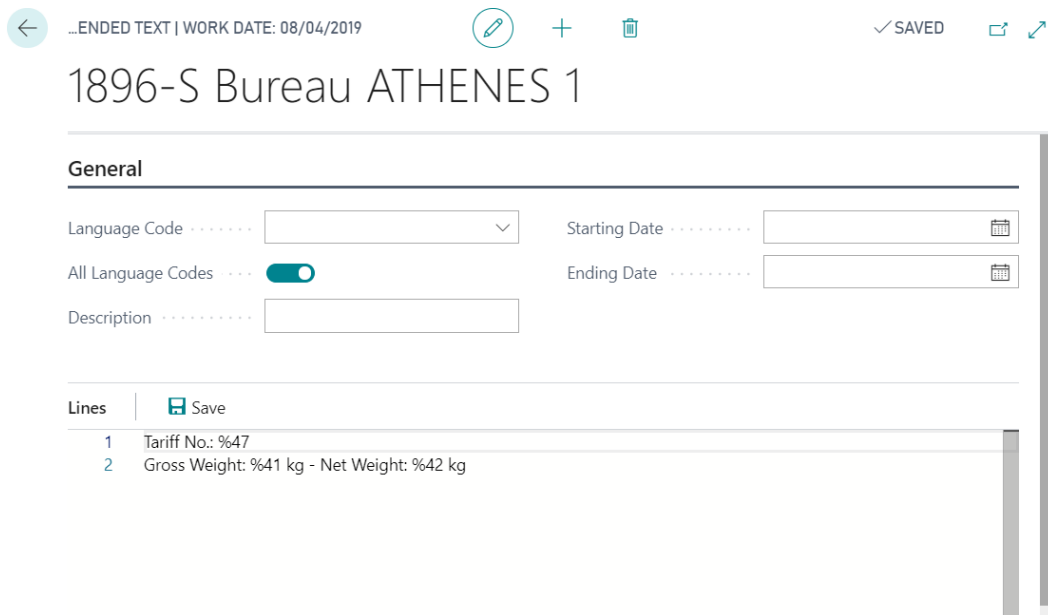 ...ENDED TEXT | WORK DATE: 08/04/2019
SAVED
1896-S Bureau ATHENES 1
General
Language Code
Starting Date
All Language Codes
Ending Date
Description
Lines
Save
1 Tariff No.: %47
2 Gross Weight: %41 kg - Net Weight: %42 kg